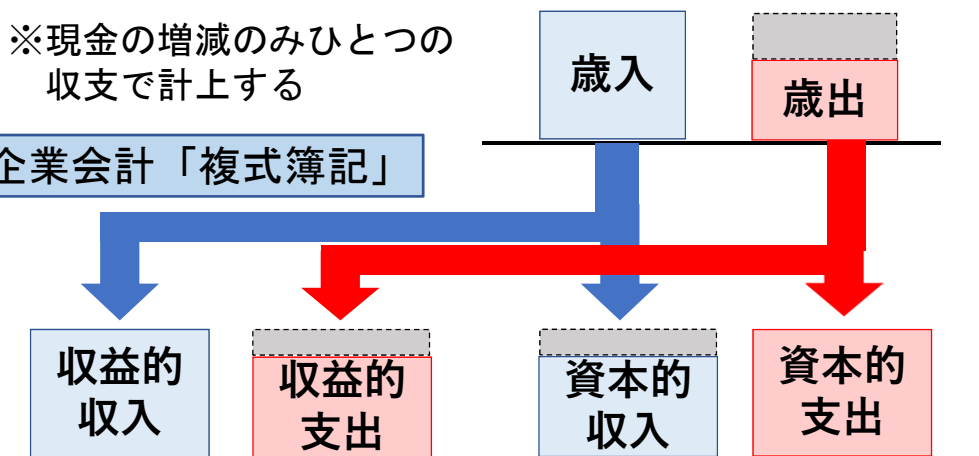 ※現金の増減のみひとつの
収支で計上する
歳入
歳出
企業会計「複式簿記」
収益的
収入
収益的
支出
資本的
収入
資本的
支出